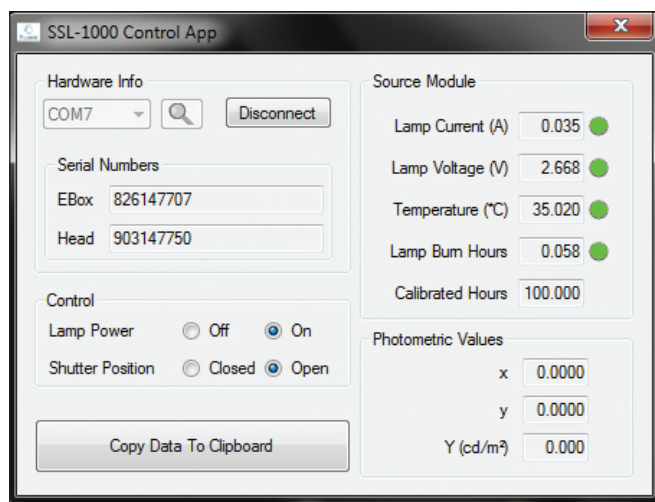 SSL-1000 Control App
Hardware Info
COM7
Disconnect
Serial Numbers
EBox 826147707
Head 903147750
Control
Lamp Power Off On
Shutter Position Closed Open
Copy Data To Clipboard
Source Module
Lamp Current (A) 0.035
Lamp Voltage (V) 2.668
Temperature (°C) 35.020
Lamp Burn Hours 0.058
Calibrated Hours 100.000
Photometric Values
x 0.0000
y 0.0000
Y (cd/m²) 0.000